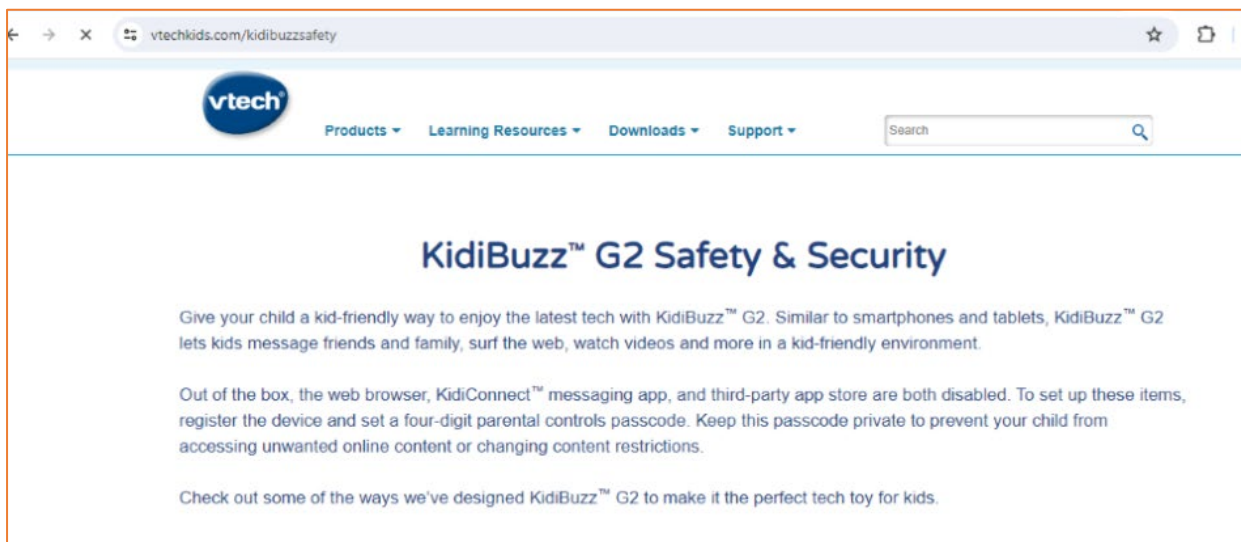 vtechkids.com/kidibuzzsafety
vtech®
Products Learning Resources Downloads Support Search
KidiBuzz™ G2 Safety & Security
Give your child a kid-friendly way to enjoy the latest tech with KidiBuzz™ G2. Similar to smartphones and tablets, KidiBuzz™ G2
lets kids message friends and family, surf the web, watch videos and more in a kid-friendly environment.
Out of the box, the web browser, KidiConnect™ messaging app, and third-party app store are both disabled. To set up these items,
register the device and set a four-digit parental controls passcode. Keep this passcode private to prevent your child from
accessing unwanted online content or changing content restrictions.
Check out some of the ways we've designed KidiBuzz™ G2 to make it the perfect tech toy for kids.